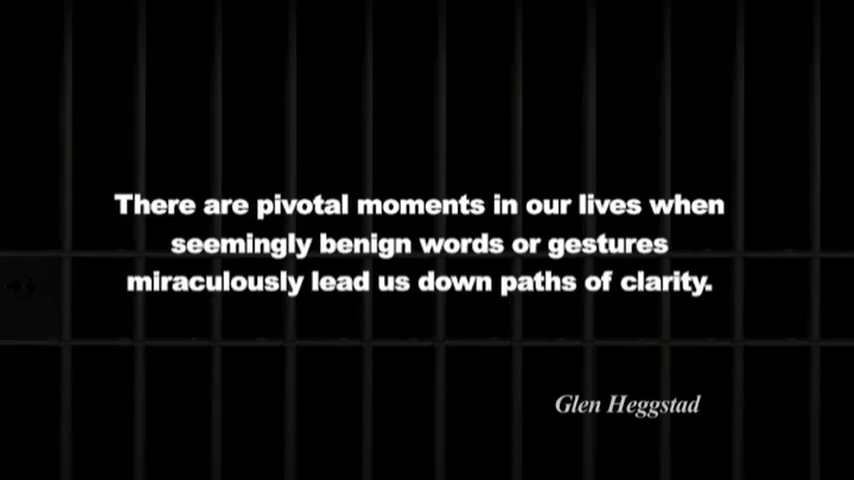 There are pivotal moments in our lives when
seemingly benign words or gestures
miraculously lead us down paths of clarity.
Glen Heggstad